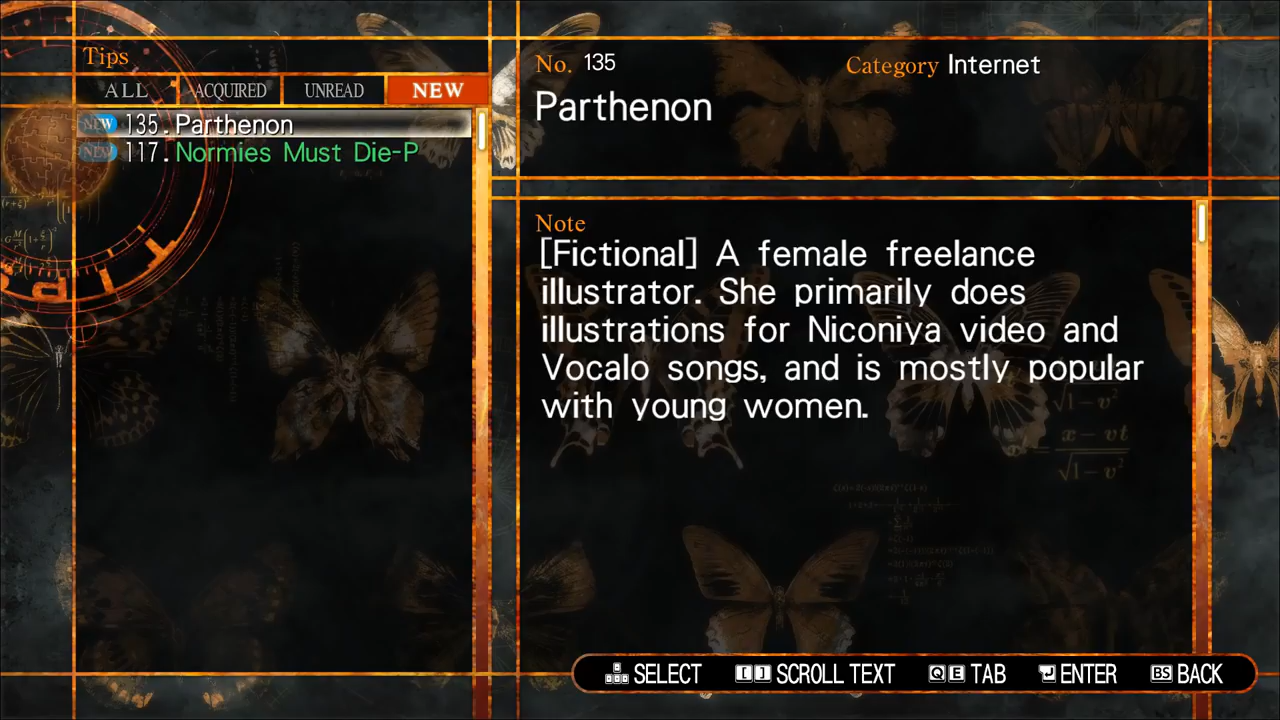 Tips
ALL ACQUIRED UNREAD NEW
NEW 135. Parthenon
NEW 117. Normies Must Die-P
No. 135
Category Internet
Parthenon
Note
[Fictional] A female freelance
illustrator. She primarily does
illustrations for Niconiya video and
Vocalo songs, and is mostly popular
with young women.
SELECT [ ] SCROLL TEXT Q E TAB ENTER BS BACK